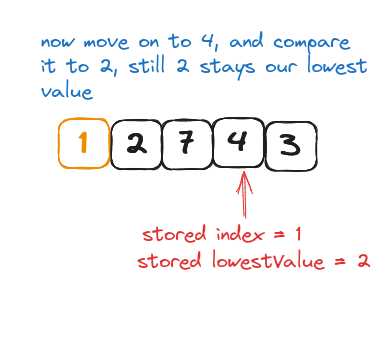 now move on to 4, and compare
it to 2, still 2 stays our lowest
value
1 2 7 4 3
stored index = 1
stored lowestValue = 2